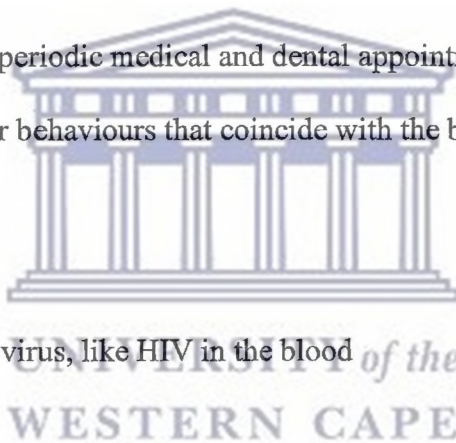 periodic medical and dental appoint
r behaviours that coincide with the b
virus, like HIV in the blood
UNIVERSITY of the
WESTERN CAPE